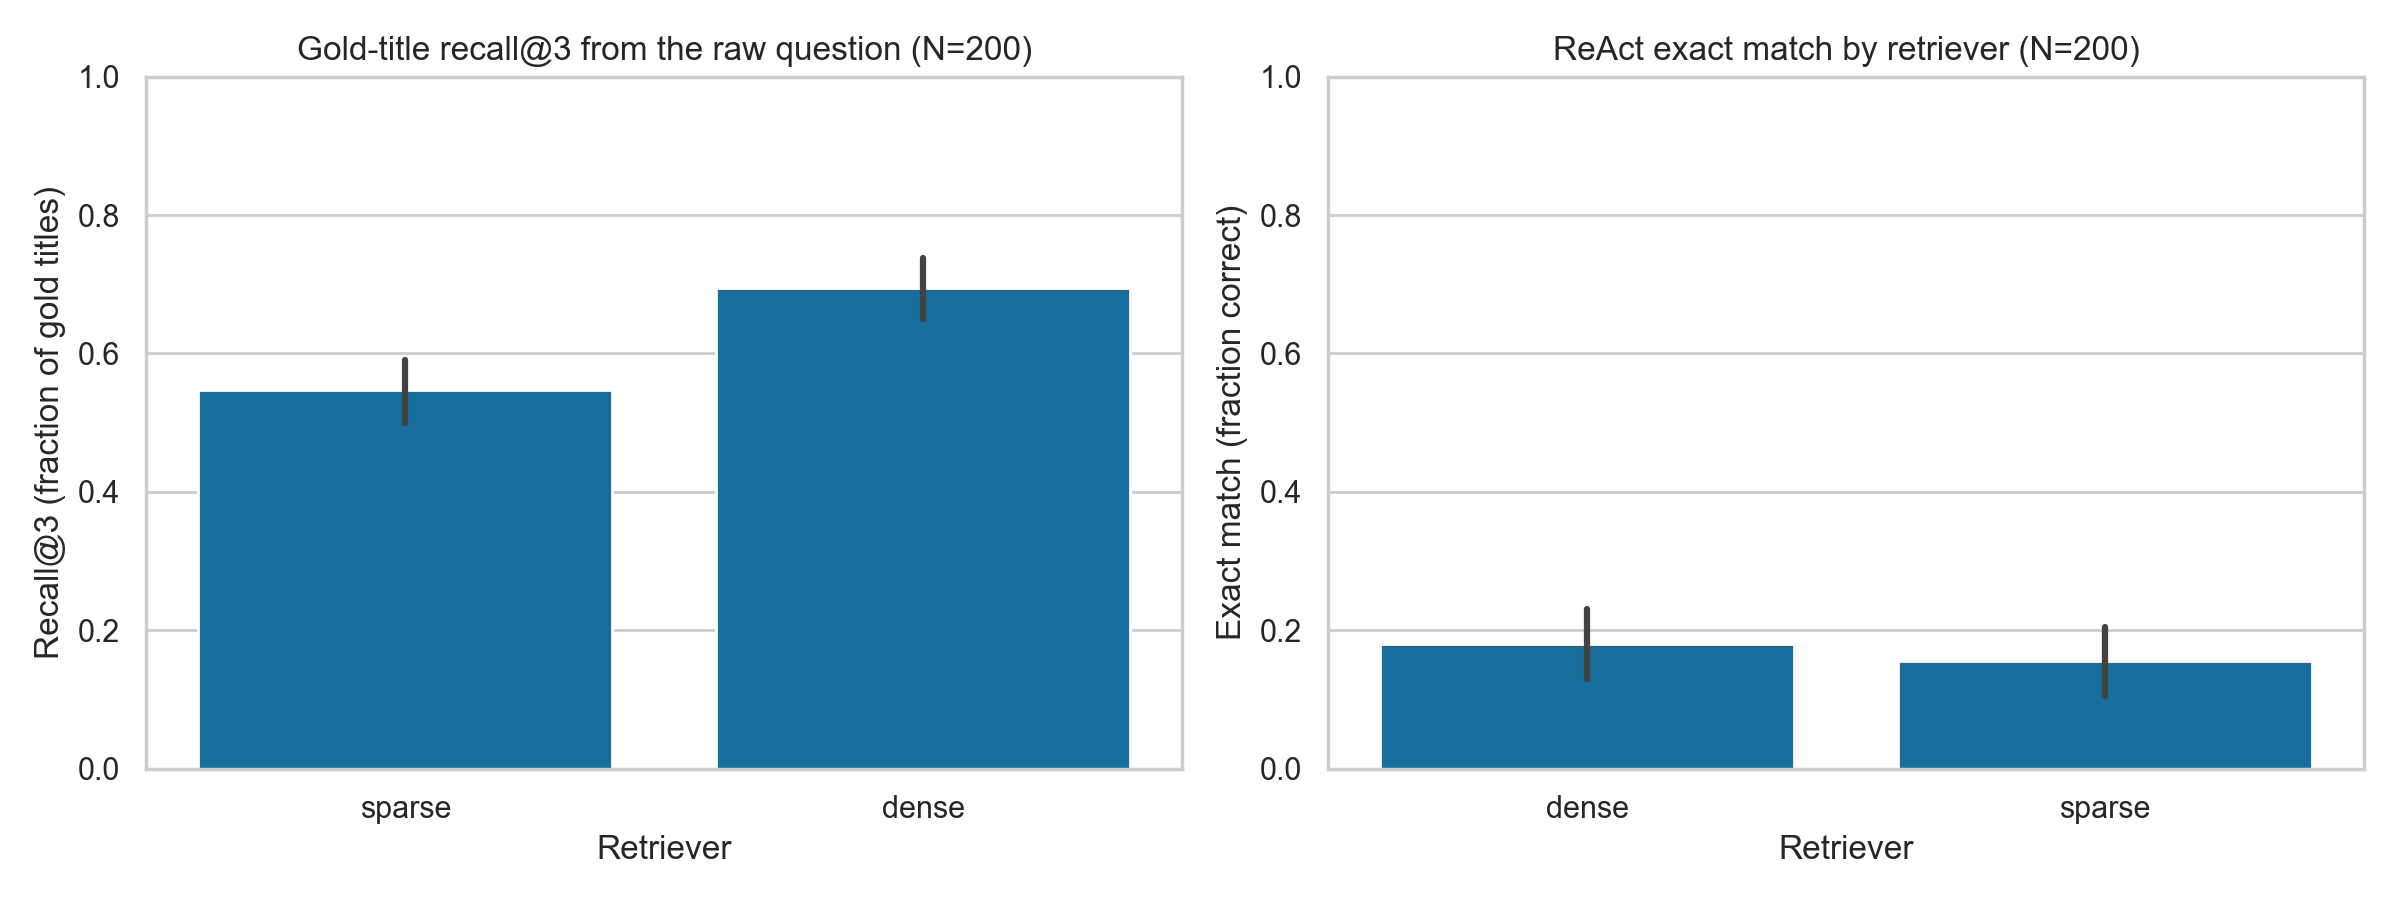 Gold-title recall@3 from the raw question (N=200)
Recall@3 (fraction of gold titles)
1.0
0.8
0.6
0.4
0.2
0.0
sparse
dense
Retriever
ReAct exact match by retriever (N=200)
Exact match (fraction correct)
1.0
0.8
0.6
0.4
0.2
0.0
dense
sparse
Retriever